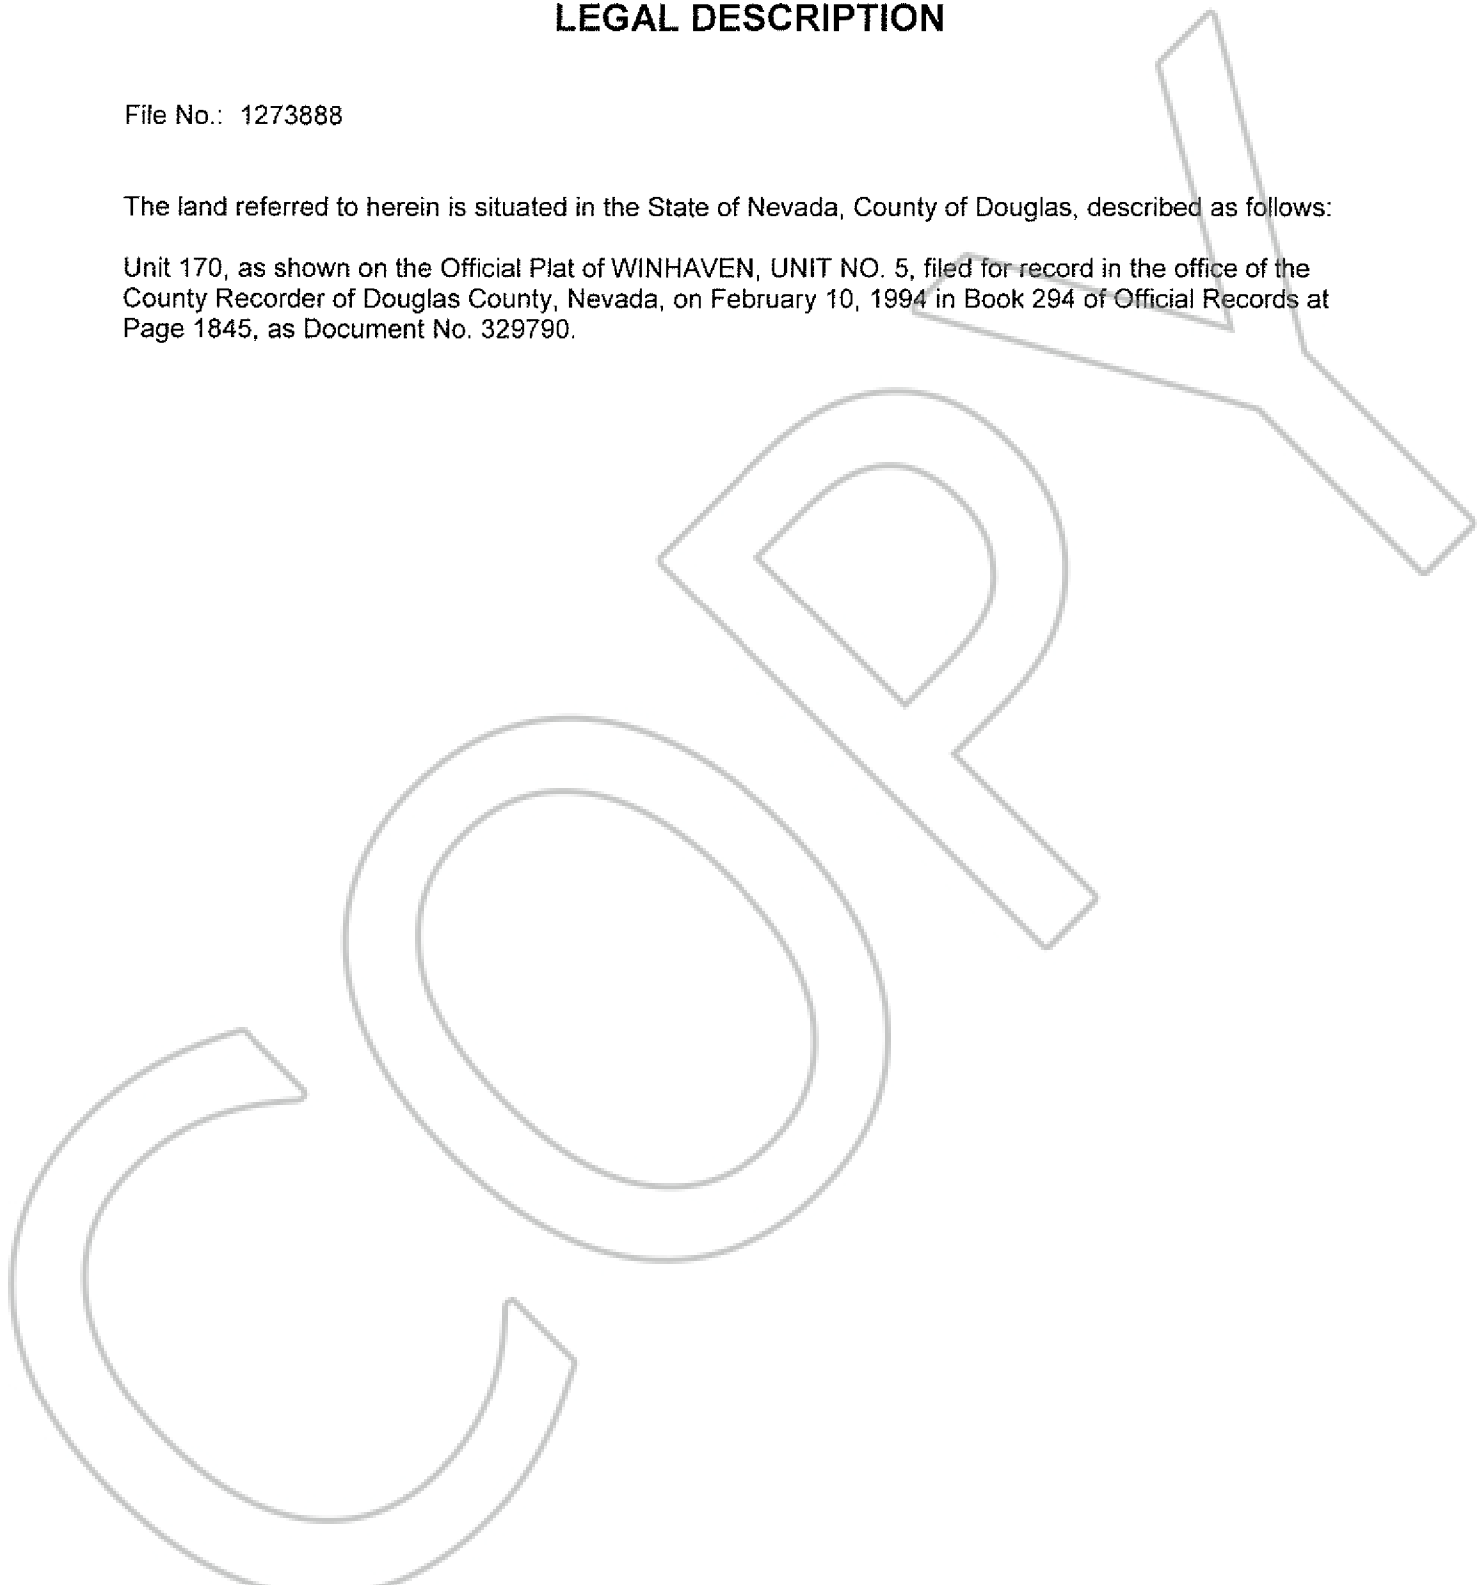 LEGAL DESCRIPTION
File No.: 1273888
The land referred to herein is situated in the State of Nevada, County of Douglas, described as follows:
Unit 170, as shown on the Official Plat of WINHAVEN, UNIT NO. 5, filed for record in the office of the
County Recorder of Douglas County, Nevada, on February 10, 1994 in Book 294 of Official Records at
Page 1845, as Document No. 329790.
COPY